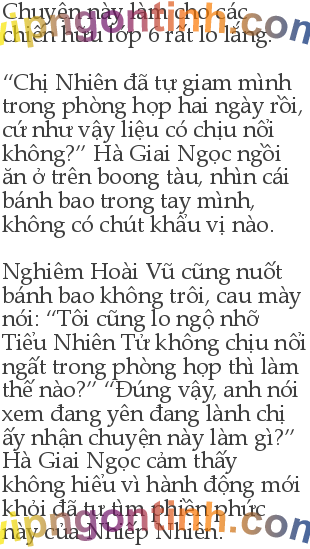 Chuyện này làm cho các
chiến hữu lớp 6 rất lo lắng.
“Chị Nhiên đã tự giam mình
trong phòng họp hai ngày rồi,
cứ như vậy liệu có chịu nổi
không?” Hà Giai Ngọc ngồi
ăn ở trên boong tàu, nhìn cái
bánh bao trong tay mình,
không có chút khẩu vị nào.
Nghiêm Hoài Vũ cũng nuốt
bánh bao không trôi, cau mày
nói: “Tôi cũng lo ngộ nhỡ
Tiểu Nhiên Tử không chịu nổi
ngất trong phòng họp thì làm
thế nào?” “Đúng vậy, anh nói
xem đang yên đang lành chị
ấy nhận chuyện này làm gì?”
Hà Giai Ngọc cảm thấy
không hiểu vì hành động mới
khỏi đã tự tìm phiền phức
này của Nhiếp Nhiên.
vipngontinh.com
vipngontinh.com